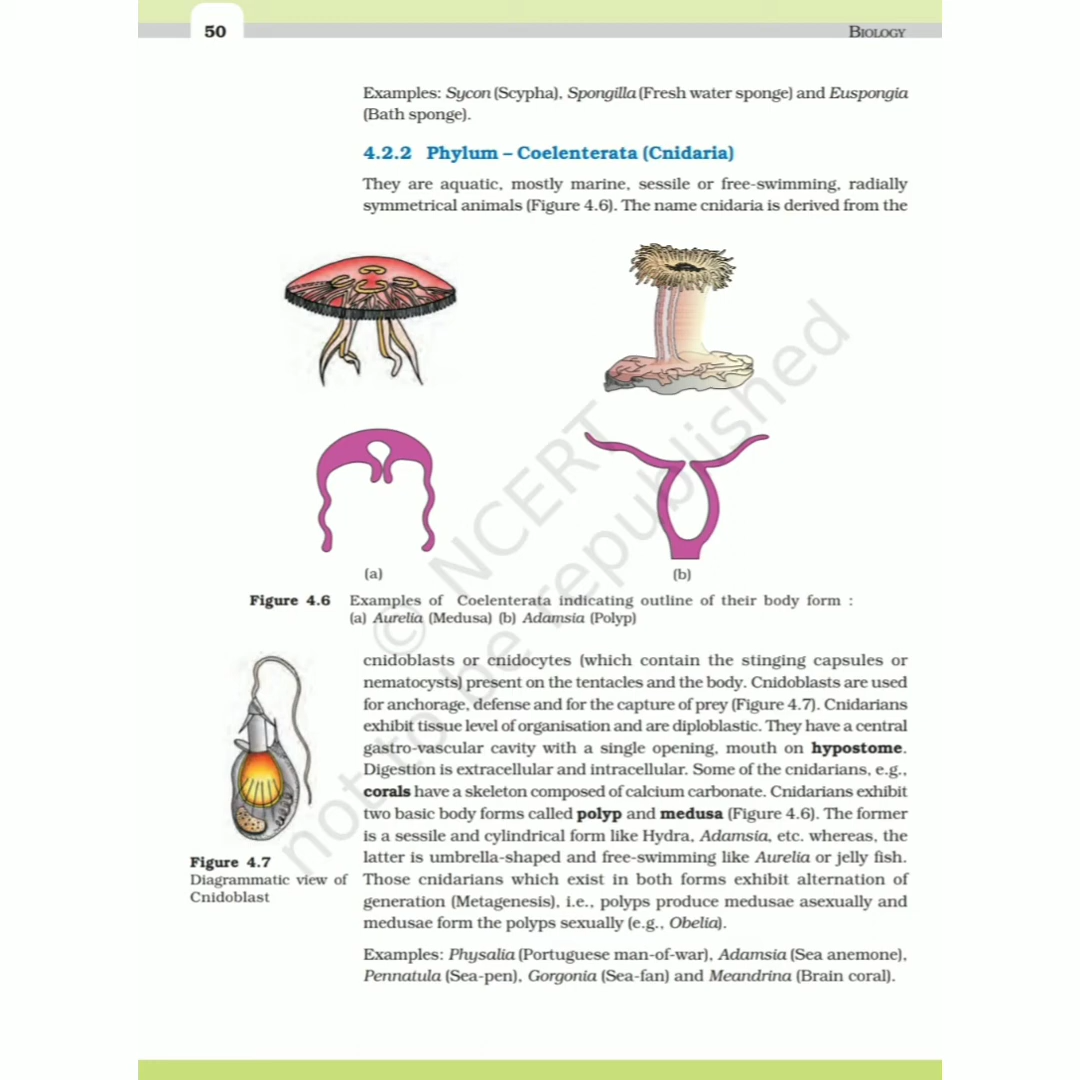 50
BIOLOGY
Examples: Sycon (Scypha), Spongilla (Fresh water sponge) and Euspongia
(Bath sponge).
4.2.2 Phylum – Coelenterata (Cnidaria)
They are aquatic, mostly marine, sessile or free-swimming, radially
symmetrical animals (Figure 4.6). The name cnidaria is derived from the
(a)
(b)
Figure 4.6 Examples of Coelenterata indicating outline of their body form :
(a) Aurelia (Medusa) (b) Adamsia (Polyp)
cnidoblasts or cnidocytes (which contain the stinging capsules or
nematocysts) present on the tentacles and the body. Cnidoblasts are used
for anchorage, defense and for the capture of prey (Figure 4.7). Cnidarians
exhibit tissue level of organisation and are diploblastic. They have a central
gastro-vascular cavity with a single opening, mouth on hypostome.
Digestion is extracellular and intracellular. Some of the cnidarians, e.g.,
corals have a skeleton composed of calcium carbonate. Cnidarians exhibit
two basic body forms called polyp and medusa (Figure 4.6). The former
is a sessile and cylindrical form like Hydra, Adamsia, etc. whereas, the
latter is umbrella-shaped and free-swimming like Aurelia or jelly fish.
Those cnidarians which exist in both forms exhibit alternation of
generation (Metagenesis), i.e., polyps produce medusae asexually and
medusae form the polyps sexually (e.g., Obelia).
Figure 4.7
Diagrammatic view of
Cnidoblast
Examples: Physalia (Portuguese man-of-war), Adamsia (Sea anemone),
Pennatula (Sea-pen), Gorgonia (Sea-fan) and Meandrina (Brain coral).
© NCERT
not to be republished